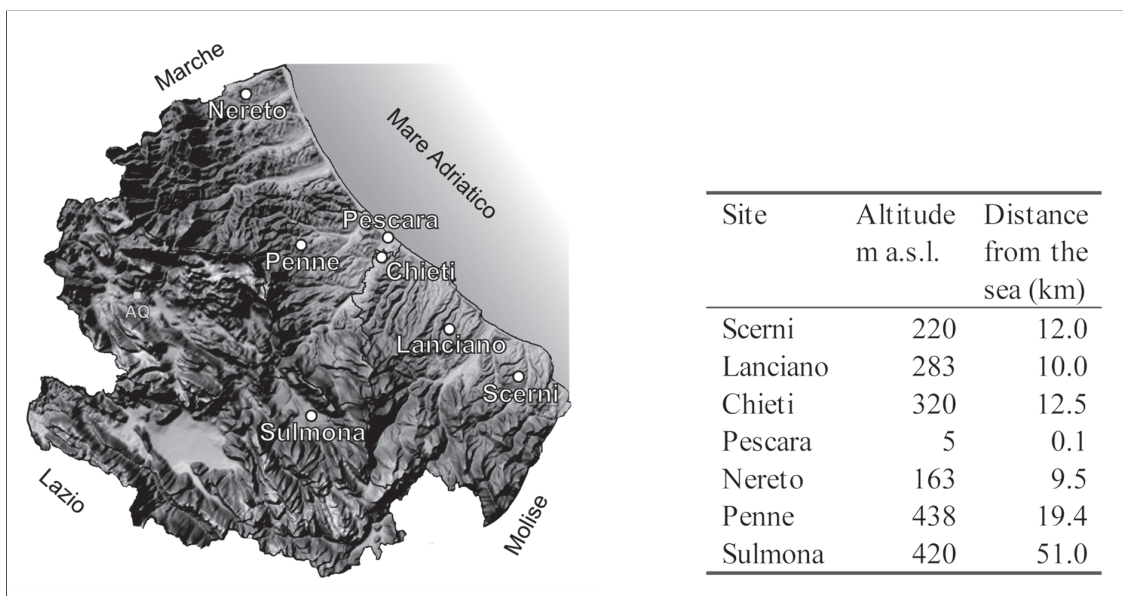 Marche
Nereto
Mare Adriatico
Pescara
Penne
Chieti
AQ
Lanciano
Scerni
Sulmona
Lazio
Molise
Site Altitude m a.s.l. Distance from the sea (km)
Scerni 220 12.0
Lanciano 283 10.0
Chieti 320 12.5
Pescara 5 0.1
Nereto 163 9.5
Penne 438 19.4
Sulmona 420 51.0